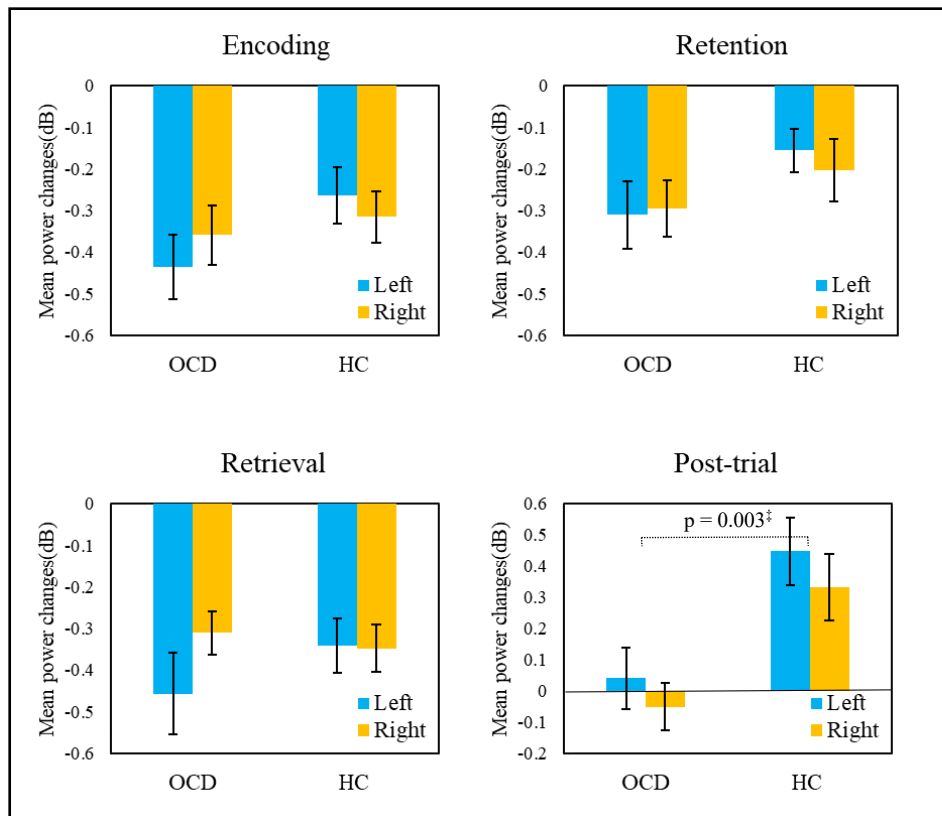 Encoding
Mean power changes(dB)
0
-0.1
-0.2
-0.3
-0.4
-0.5
-0.6
Left
Right
OCD
HC
Retention
Mean power changes(dB)
0
-0.1
-0.2
-0.3
-0.4
-0.5
-0.6
Left
Right
OCD
HC
Retrieval
Mean power changes(dB)
0
-0.1
-0.2
-0.3
-0.4
-0.5
-0.6
Left
Right
OCD
HC
Post-trial
Mean power changes(dB)
0.6
0.5
0.4
0.3
0.2
0.1
0
-0.1
-0.2
p = 0.003‡
Left
Right
OCD
HC